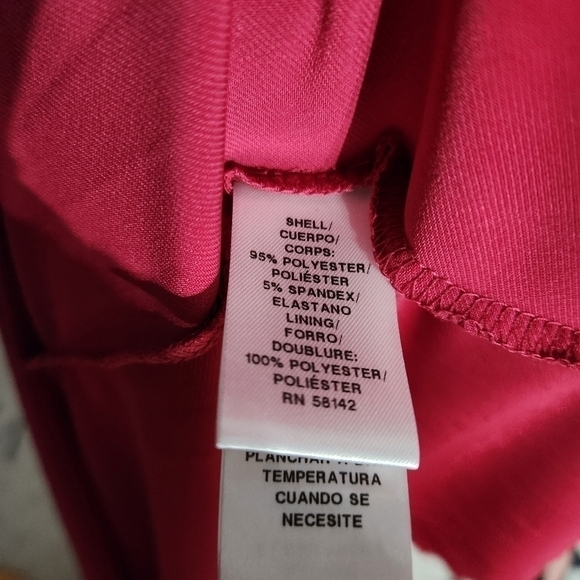 SHELL/
CUERPO/
CORPS:
95% POLYESTER/
POLIÉSTER
5% SPANDEX/
ELASTANO
LINING/
FORRO/
DOUBLURE:
100% POLYESTER/
POLIÉSTER
RN 58142
PLANCHAR A
TEMPERATURA
CUANDO SE
NECESITE